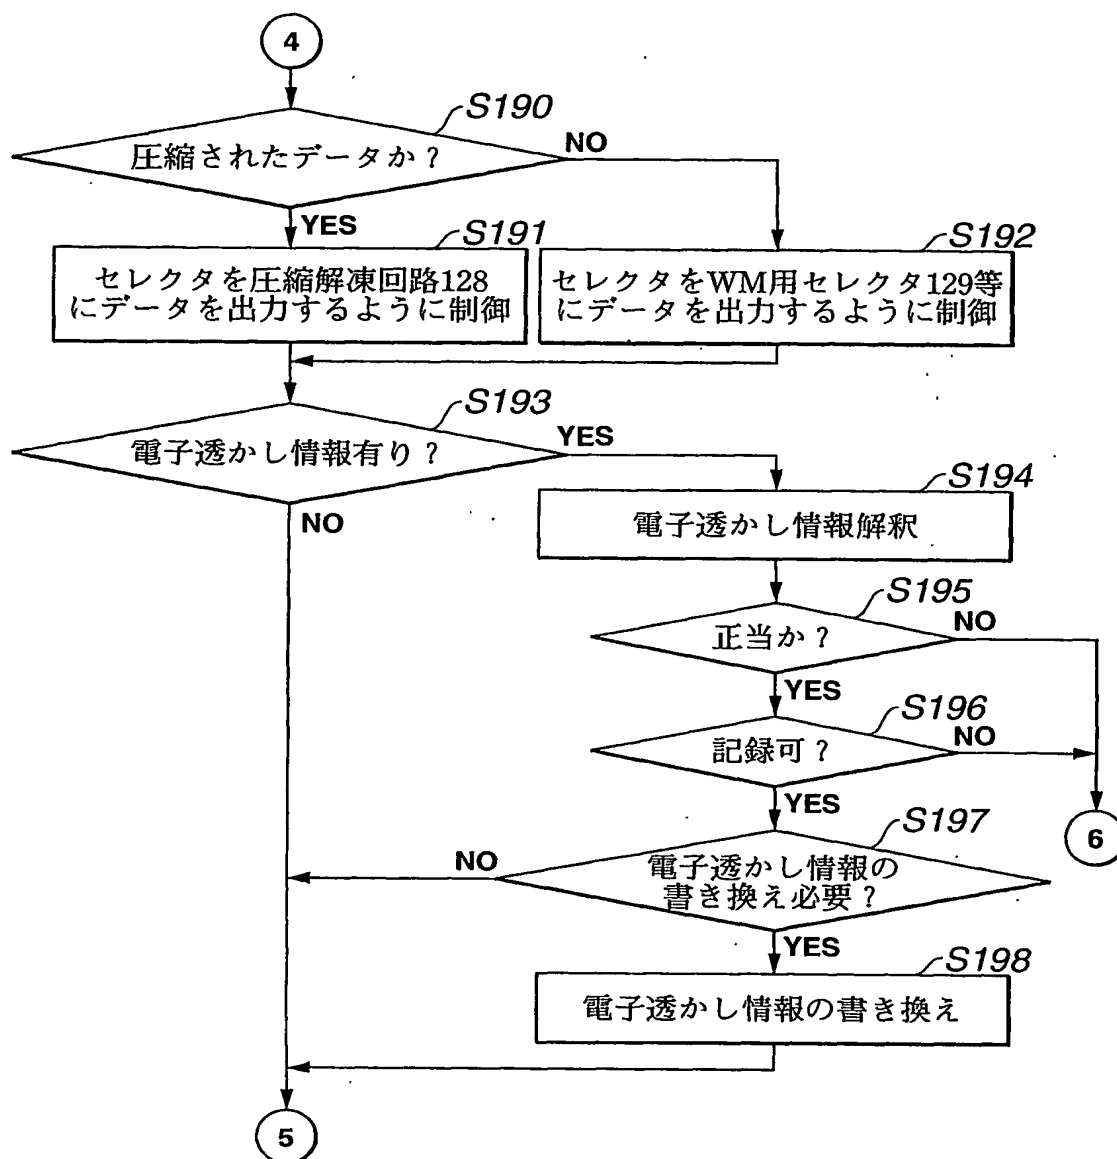 4
S190
圧縮されたデータか?
NO
YES
S191
セレクタを圧縮解凍回路128
にデータを出力するように制御
S192
セレクタをWM用セレクタ129等
にデータを出力するように制御
S193
電子透かし情報有り?
YES
NO
S194
電子透かし情報解釈
S195
正当か?
NO
YES
S196
記録可?
NO
YES
6
S197
電子透かし情報の
書き換え必要?
NO
YES
S198
電子透かし情報の書き換え
5